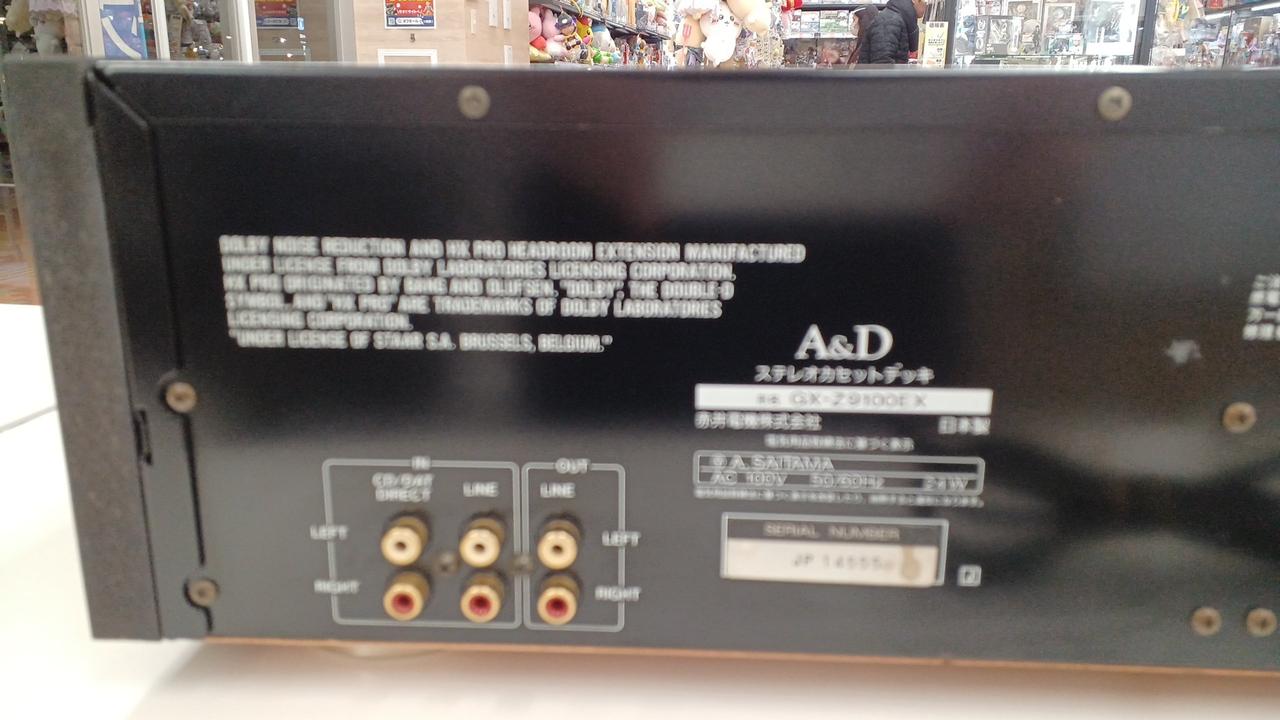 DOLBY NOISE REDUCTION AND HX PRO HEADROOM EXTENSION MANUFACTURED
UNDER LICENSE FROM DOLBY LABORATORIES LICENSING CORPORATION.
HX PRO ORIGINATED BY BANG AND OLUFSEN. "DOLBY", THE DOUBLE-D
SYMBOL, AND "HX PRO" ARE TRADEMARKS OF DOLBY LABORATORIES
LICENSING CORPORATION.
"UNDER LICENSE OF STAAR S.A. BRUSSELS, BELGIUM."
A&D
ステレオカセットデッキ
GX-Z9100EX
赤井電機株式会社 日本製
A. SAITAMA
AC 100V 50/60Hz 24W
SERIAL NUMBER
IN
OUT
CD/DAT
DIRECT
LINE
LINE
LEFT
LEFT
RIGHT
RIGHT